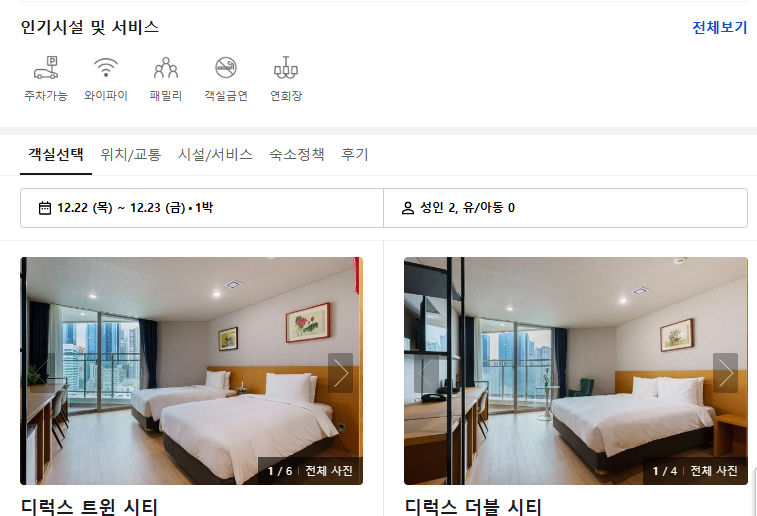 인기시설 및 서비스 전체보기
주차가능 와이파이 패밀리 객실금연 연회장
객실선택 위치/교통 시설/서비스 숙소정책 후기
12.22 (목) ~ 12.23 (금) • 1박 성인 2, 유/아동 0
1 / 6 | 전체 사진 1 / 4 | 전체 사진
디럭스 트윈 시티 디럭스 더블 시티